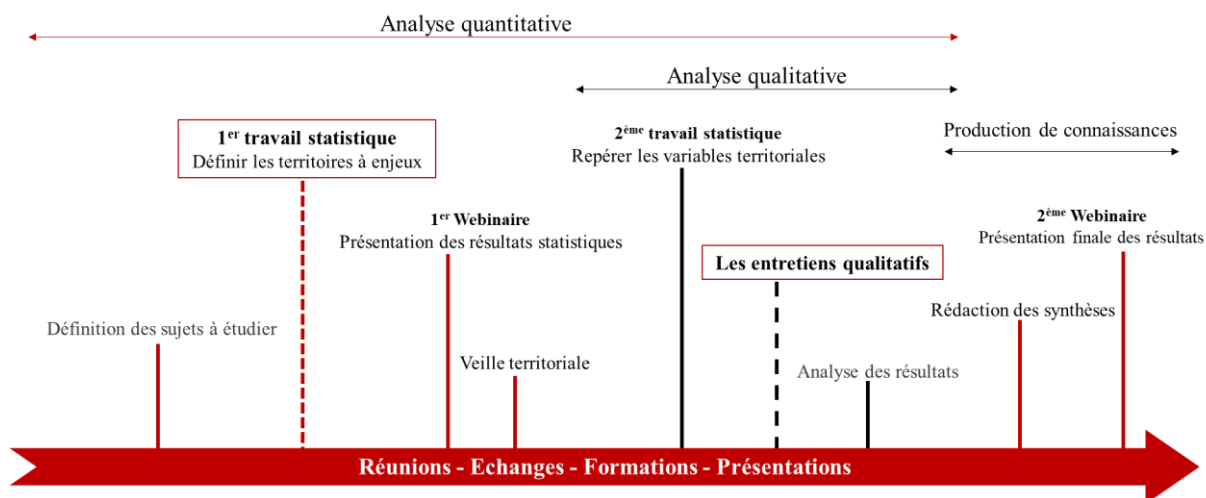 Analyse quantitative
Analyse qualitative
1er travail statistique
Définir les territoires à enjeux
2ème travail statistique
Repérer les variables territoriales
Production de connaissances
1er Webinaire
Présentation des résultats statistiques
2ème Webinaire
Présentation finale des résultats
Les entretiens qualitatifs
Définition des sujets à étudier
Rédaction des synthèses
Veille territoriale
Analyse des résultats
Réunions - Echanges - Formations - Présentations